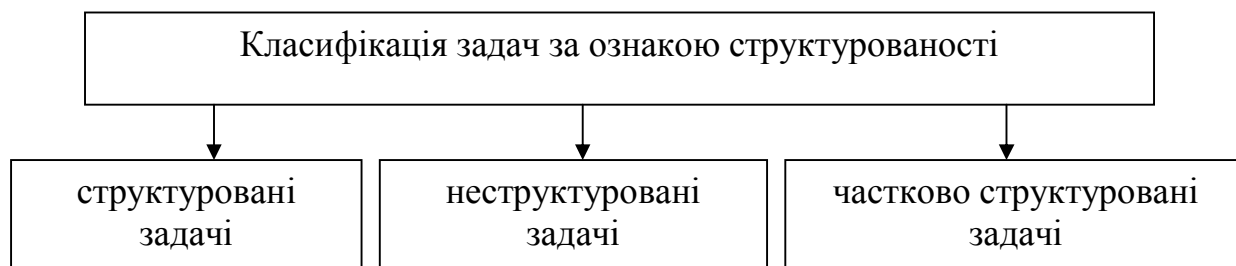 Класифікація задач за ознакою структурованості
структуровані
задачі
неструктуровані
задачі
частково структуровані
задачі